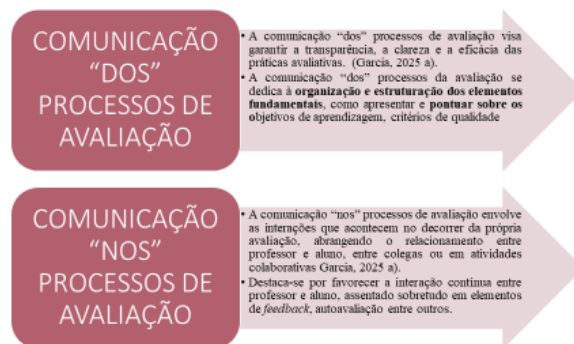 COMUNICAÇÃO
“DOS”
PROCESSOS DE
AVALIAÇÃO
• A comunicação “dos” processos de avaliação visa
garantir a transparência, a clareza e a eficácia das
práticas avaliativas. (Garcia, 2025 a).
• A comunicação “dos” processos da avaliação se
dedica à organização e estruturação dos elementos
fundamentais, como apresentar e pontuar sobre os
objetivos de aprendizagem, critérios de qualidade
COMUNICAÇÃO
“NOS”
PROCESSOS DE
AVALIAÇÃO
• A comunicação “nos” processos de avaliação envolve
as interações que acontecem no decorrer da própria
avaliação, abrangendo o relacionamento entre
professor e aluno, entre colegas ou em atividades
colaborativas Garcia, 2025 a).
• Destaca-se por favorecer a interação contínua entre
professor e aluno, assentado sobretudo em elementos
de feedback, autoavaliação entre outros.